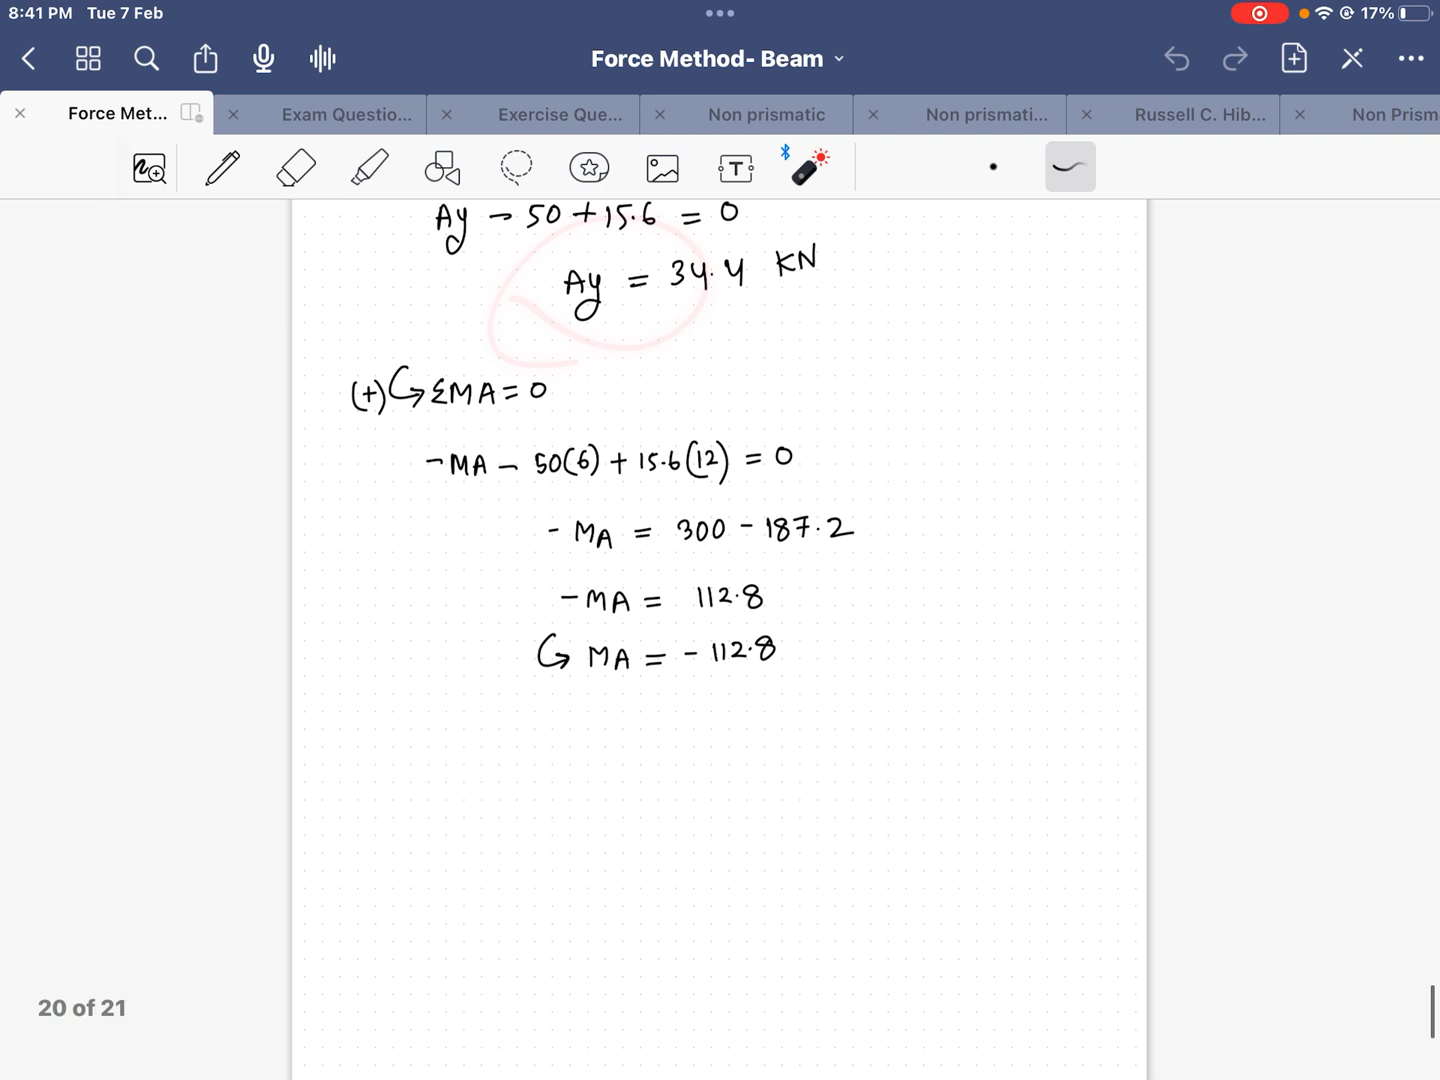 8:41 PM Tue 7 Feb
17%
Force Method- Beam
Force Met...
Exam Questio...
Exercise Que...
Non prismatic
Non prismati...
Russell C. Hib...
Non Prism
T
Ay - 50 + 15.6 = 0
Ay = 34.4 KN
(+) ΣMA = 0
-MA - 50(6) + 15.6(12) = 0
- MA = 300 - 187.2
-MA = 112.8
MA = - 112.8
20 of 21